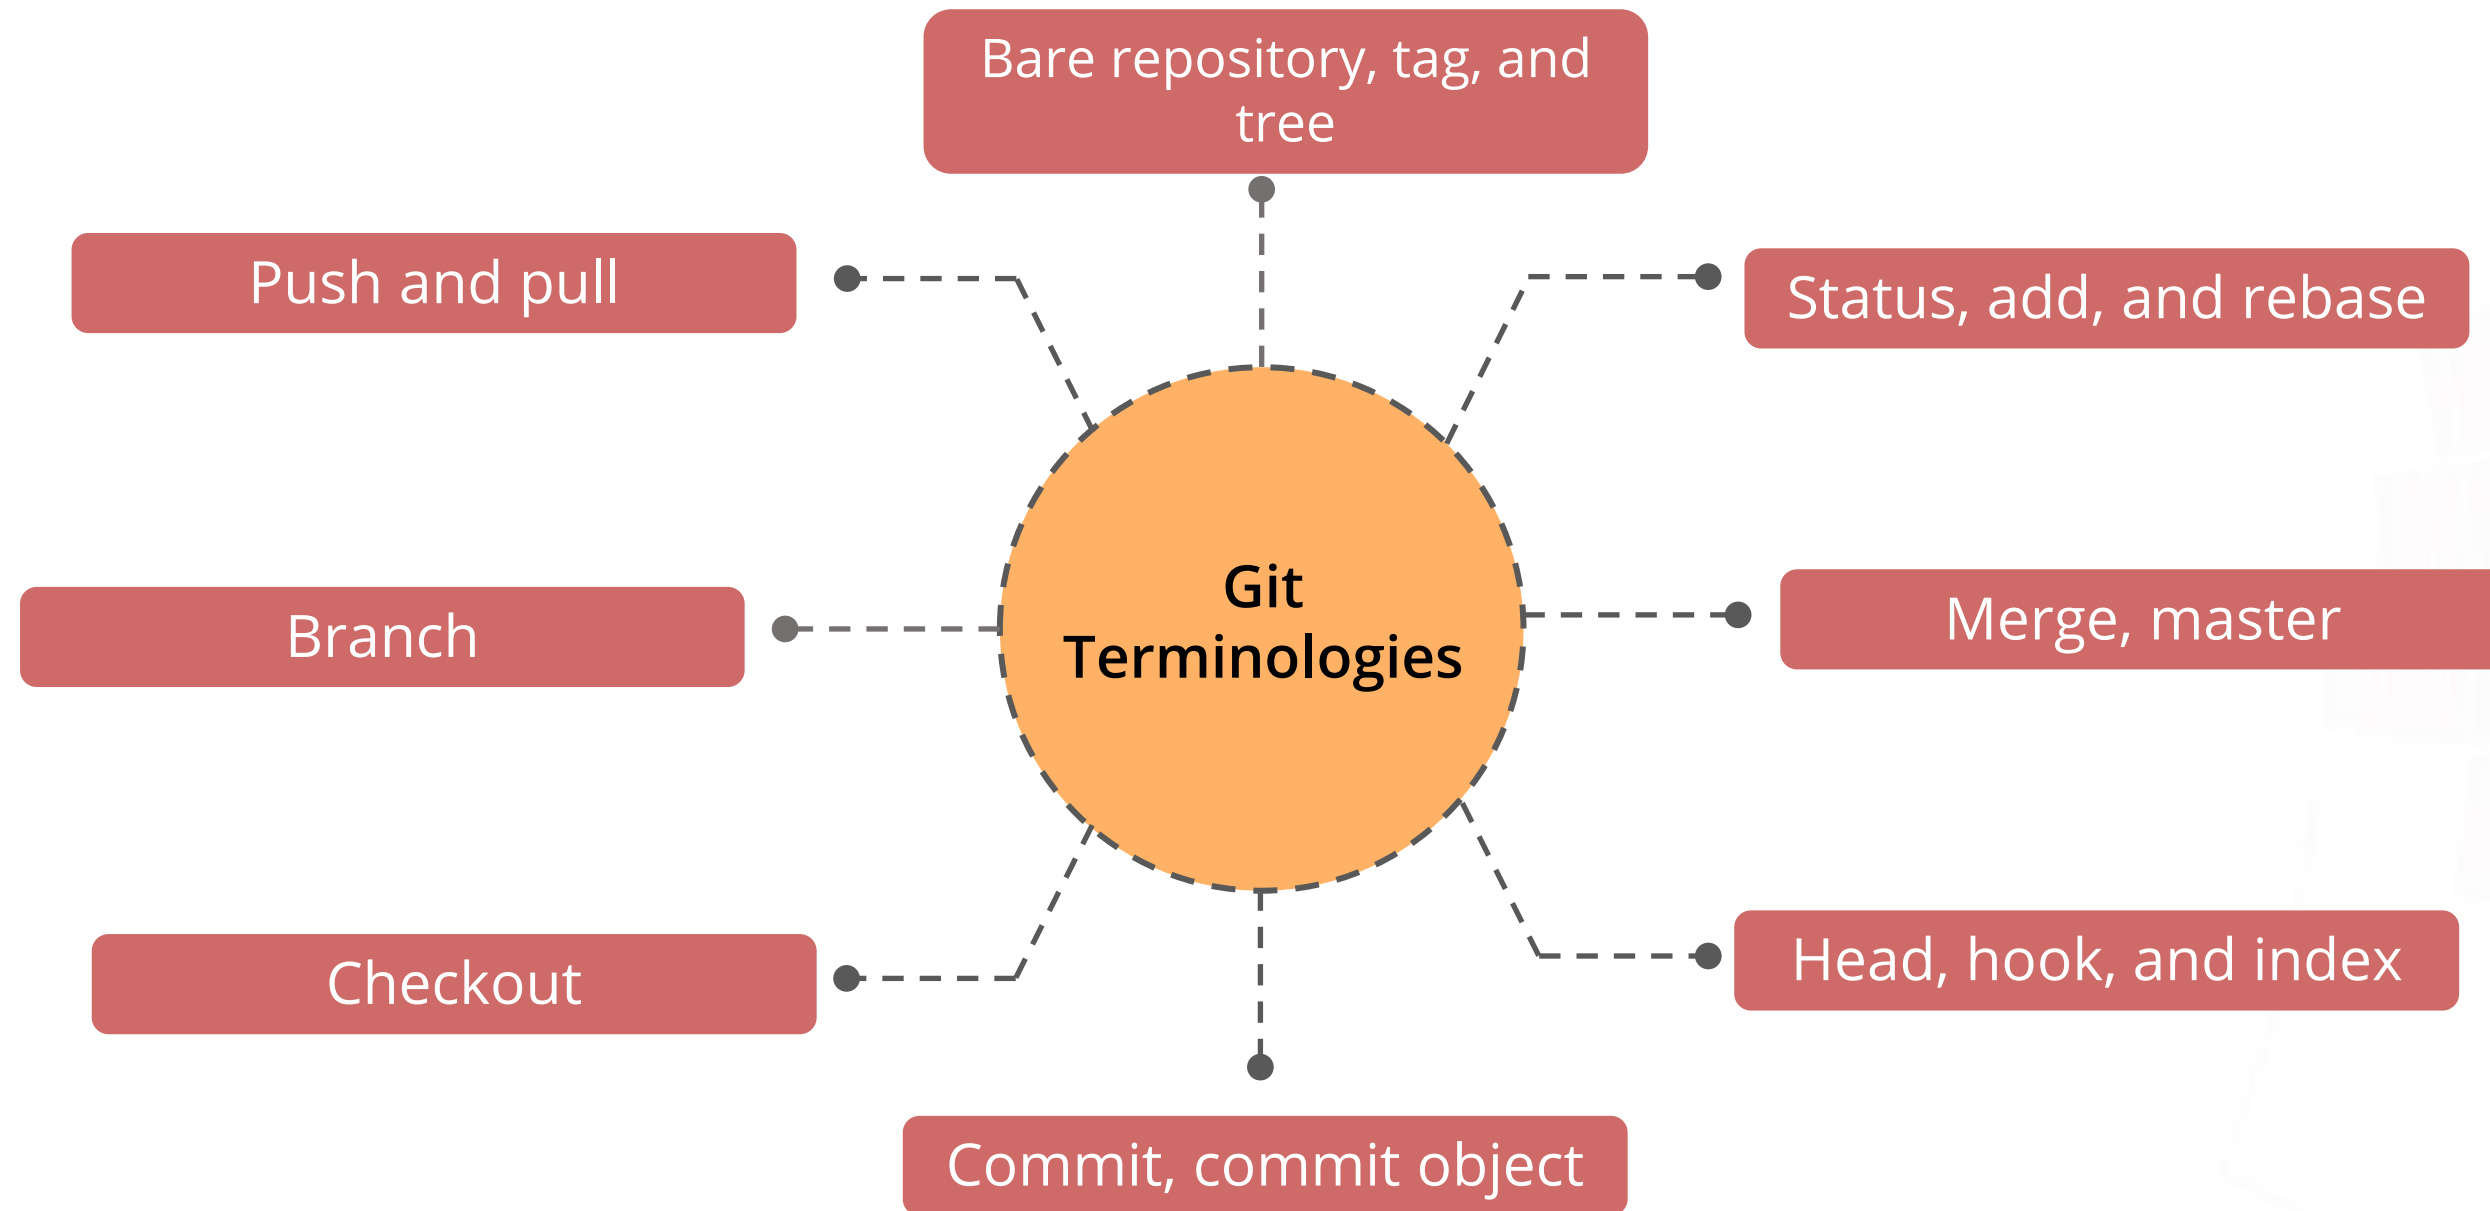 Bare repository, tag, and
tree
Push and pull
Status, add, and rebase
Git
Terminologies
Branch
Merge, master
Checkout
Head, hook, and index
Commit, commit object